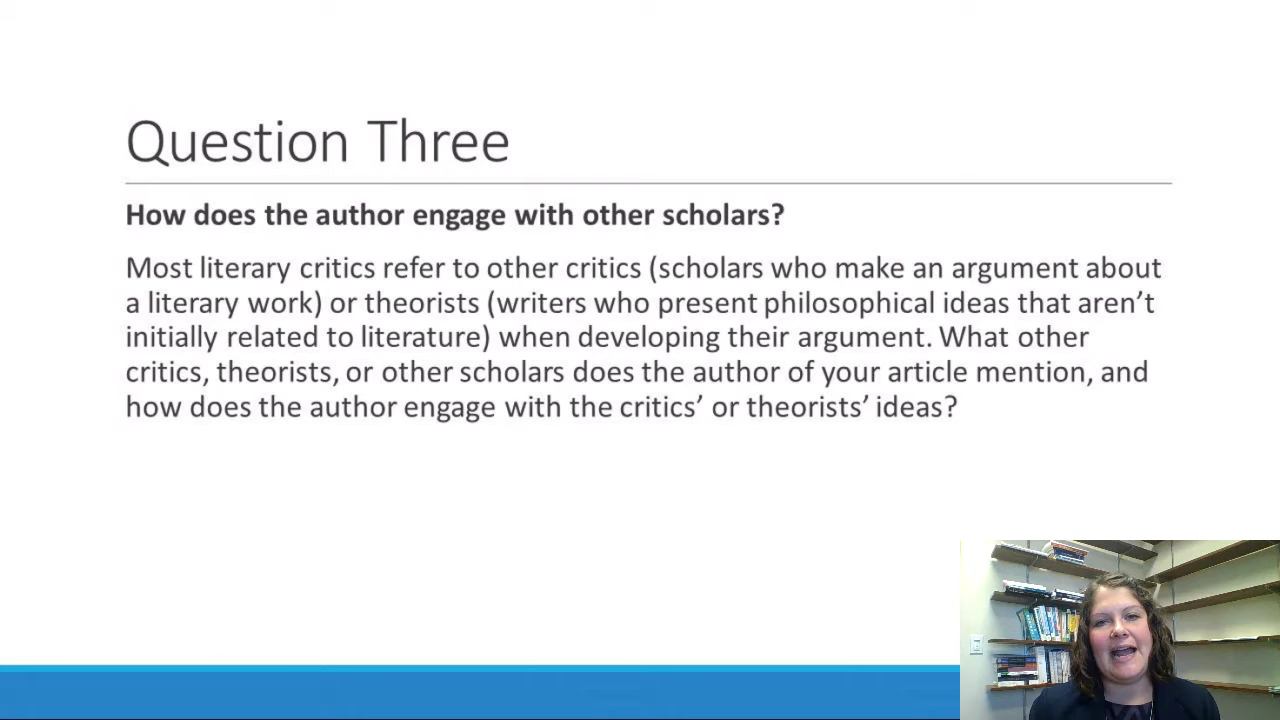 Question Three
How does the author engage with other scholars?
Most literary critics refer to other critics (scholars who make an argument about
a literary work) or theorists (writers who present philosophical ideas that aren’t
initially related to literature) when developing their argument. What other
critics, theorists, or other scholars does the author of your article mention, and
how does the author engage with the critics’ or theorists’ ideas?